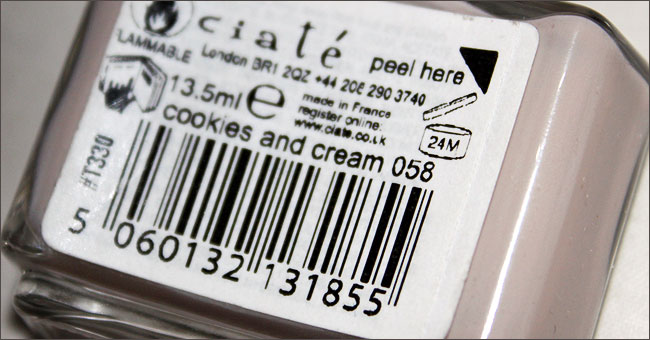 ciaté
FLAMMABLE
peel here
London BR1 2QZ +44 208 290 3740
13.5ml e
made in France
register online:
www.ciate.co.uk
24M
cookies and cream 058
#T330
5 060132 131855